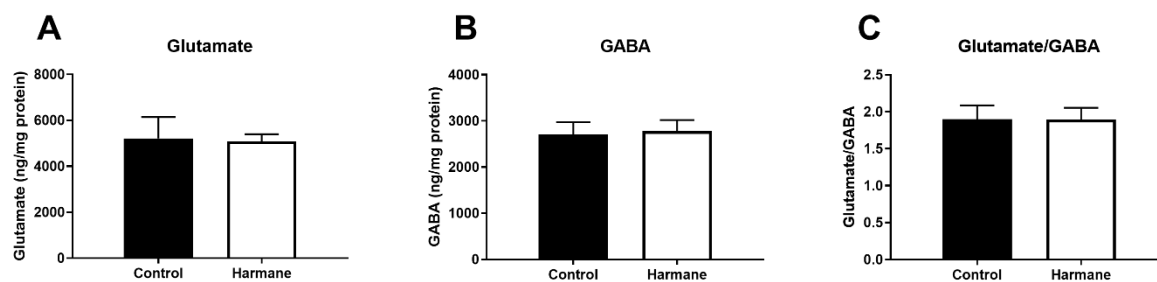 A
Glutamate
Glutamate (ng/mg protein)
8000
6000
4000
2000
0
Control Harmane
B
GABA
GABA (ng/mg protein)
4000
3000
2000
1000
0
Control Harmane
C
Glutamate/GABA
Glutamate/GABA
2.5
2.0
1.5
1.0
0.5
0.0
Control Harmane